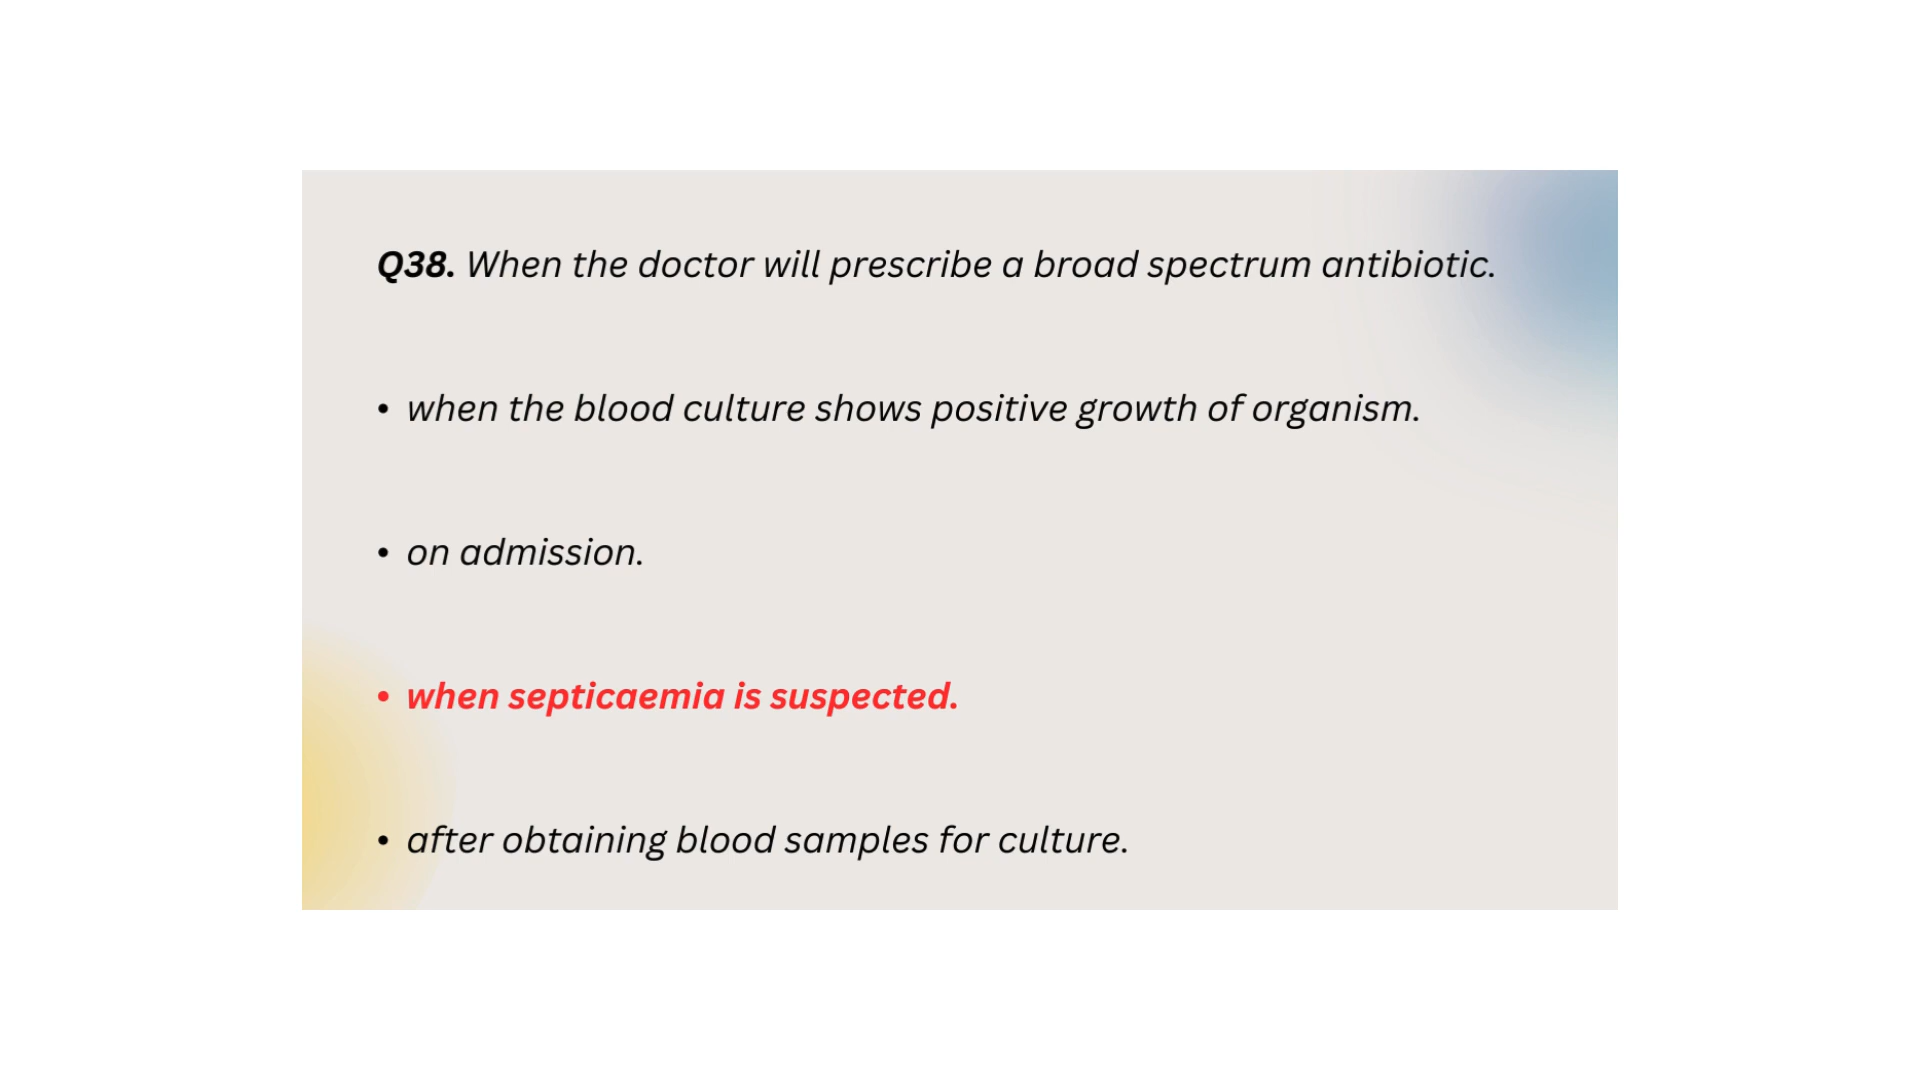 Q38. When the doctor will prescribe a broad spectrum antibiotic.
• when the blood culture shows positive growth of organism.
• on admission.
• when septicaemia is suspected.
• after obtaining blood samples for culture.